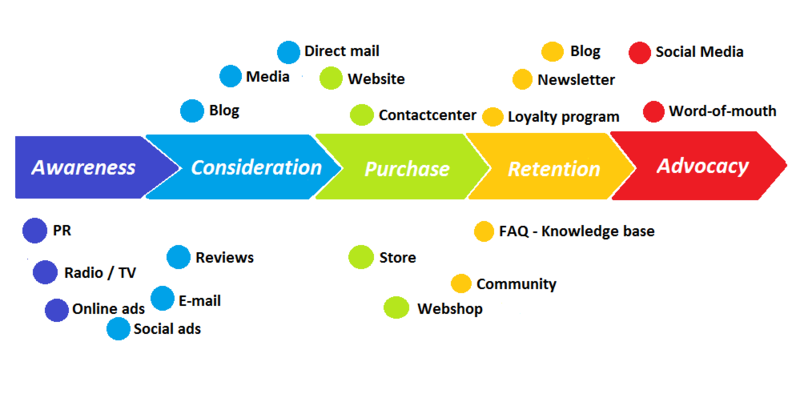 Direct mail
Blog
Social Media
Media
Website
Newsletter
Blog
Contactcenter
Loyalty program
Word-of-mouth
Awareness
Consideration
Purchase
Retention
Advocacy
PR
FAQ - Knowledge base
Reviews
Store
Radio / TV
Community
E-mail
Online ads
Webshop
Social ads